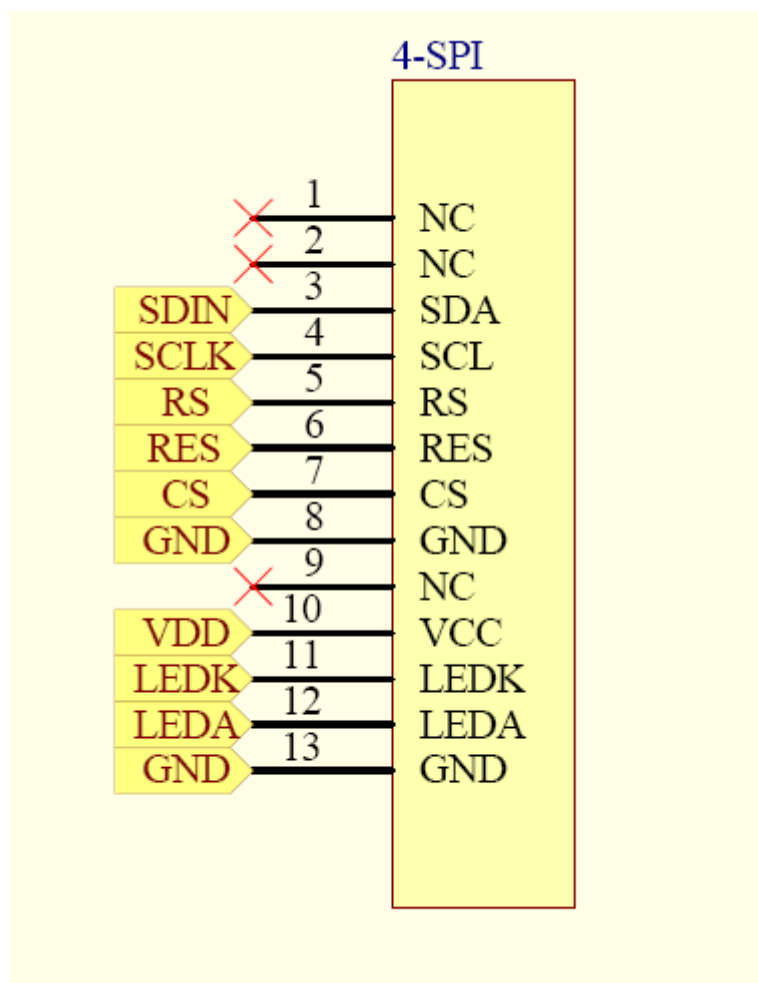 4-SPI
1 NC
2 NC
SDIN 3 SDA
SCLK 4 SCL
RS 5 RS
RES 6 RES
CS 7 CS
GND 8 GND
9 NC
VDD 10 VCC
LEDK 11 LEDK
LEDA 12 LEDA
GND 13 GND